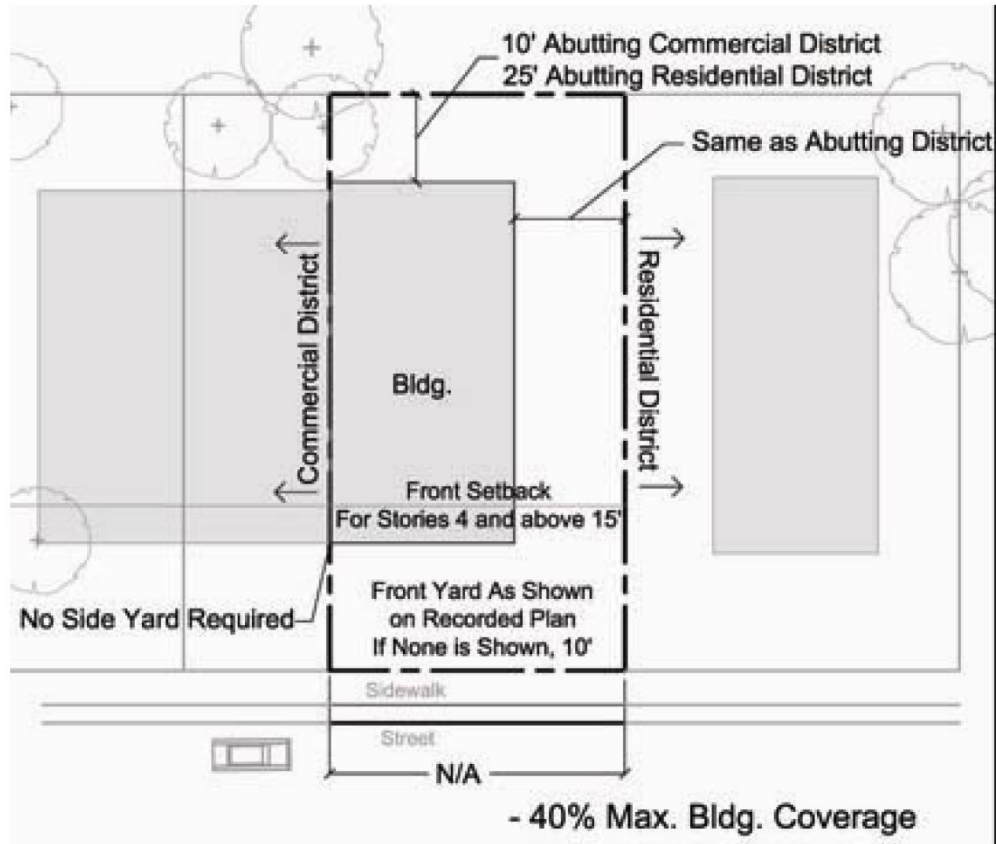 10' Abutting Commercial District
25' Abutting Residential District
Same as Abutting District
Commercial District
Residential District
Bldg.
Front Setback
For Stories 4 and above 15'
No Side Yard Required
Front Yard As Shown
on Recorded Plan
If None is Shown, 10'
Sidewalk
Street
N/A
- 40% Max. Bldg. Coverage